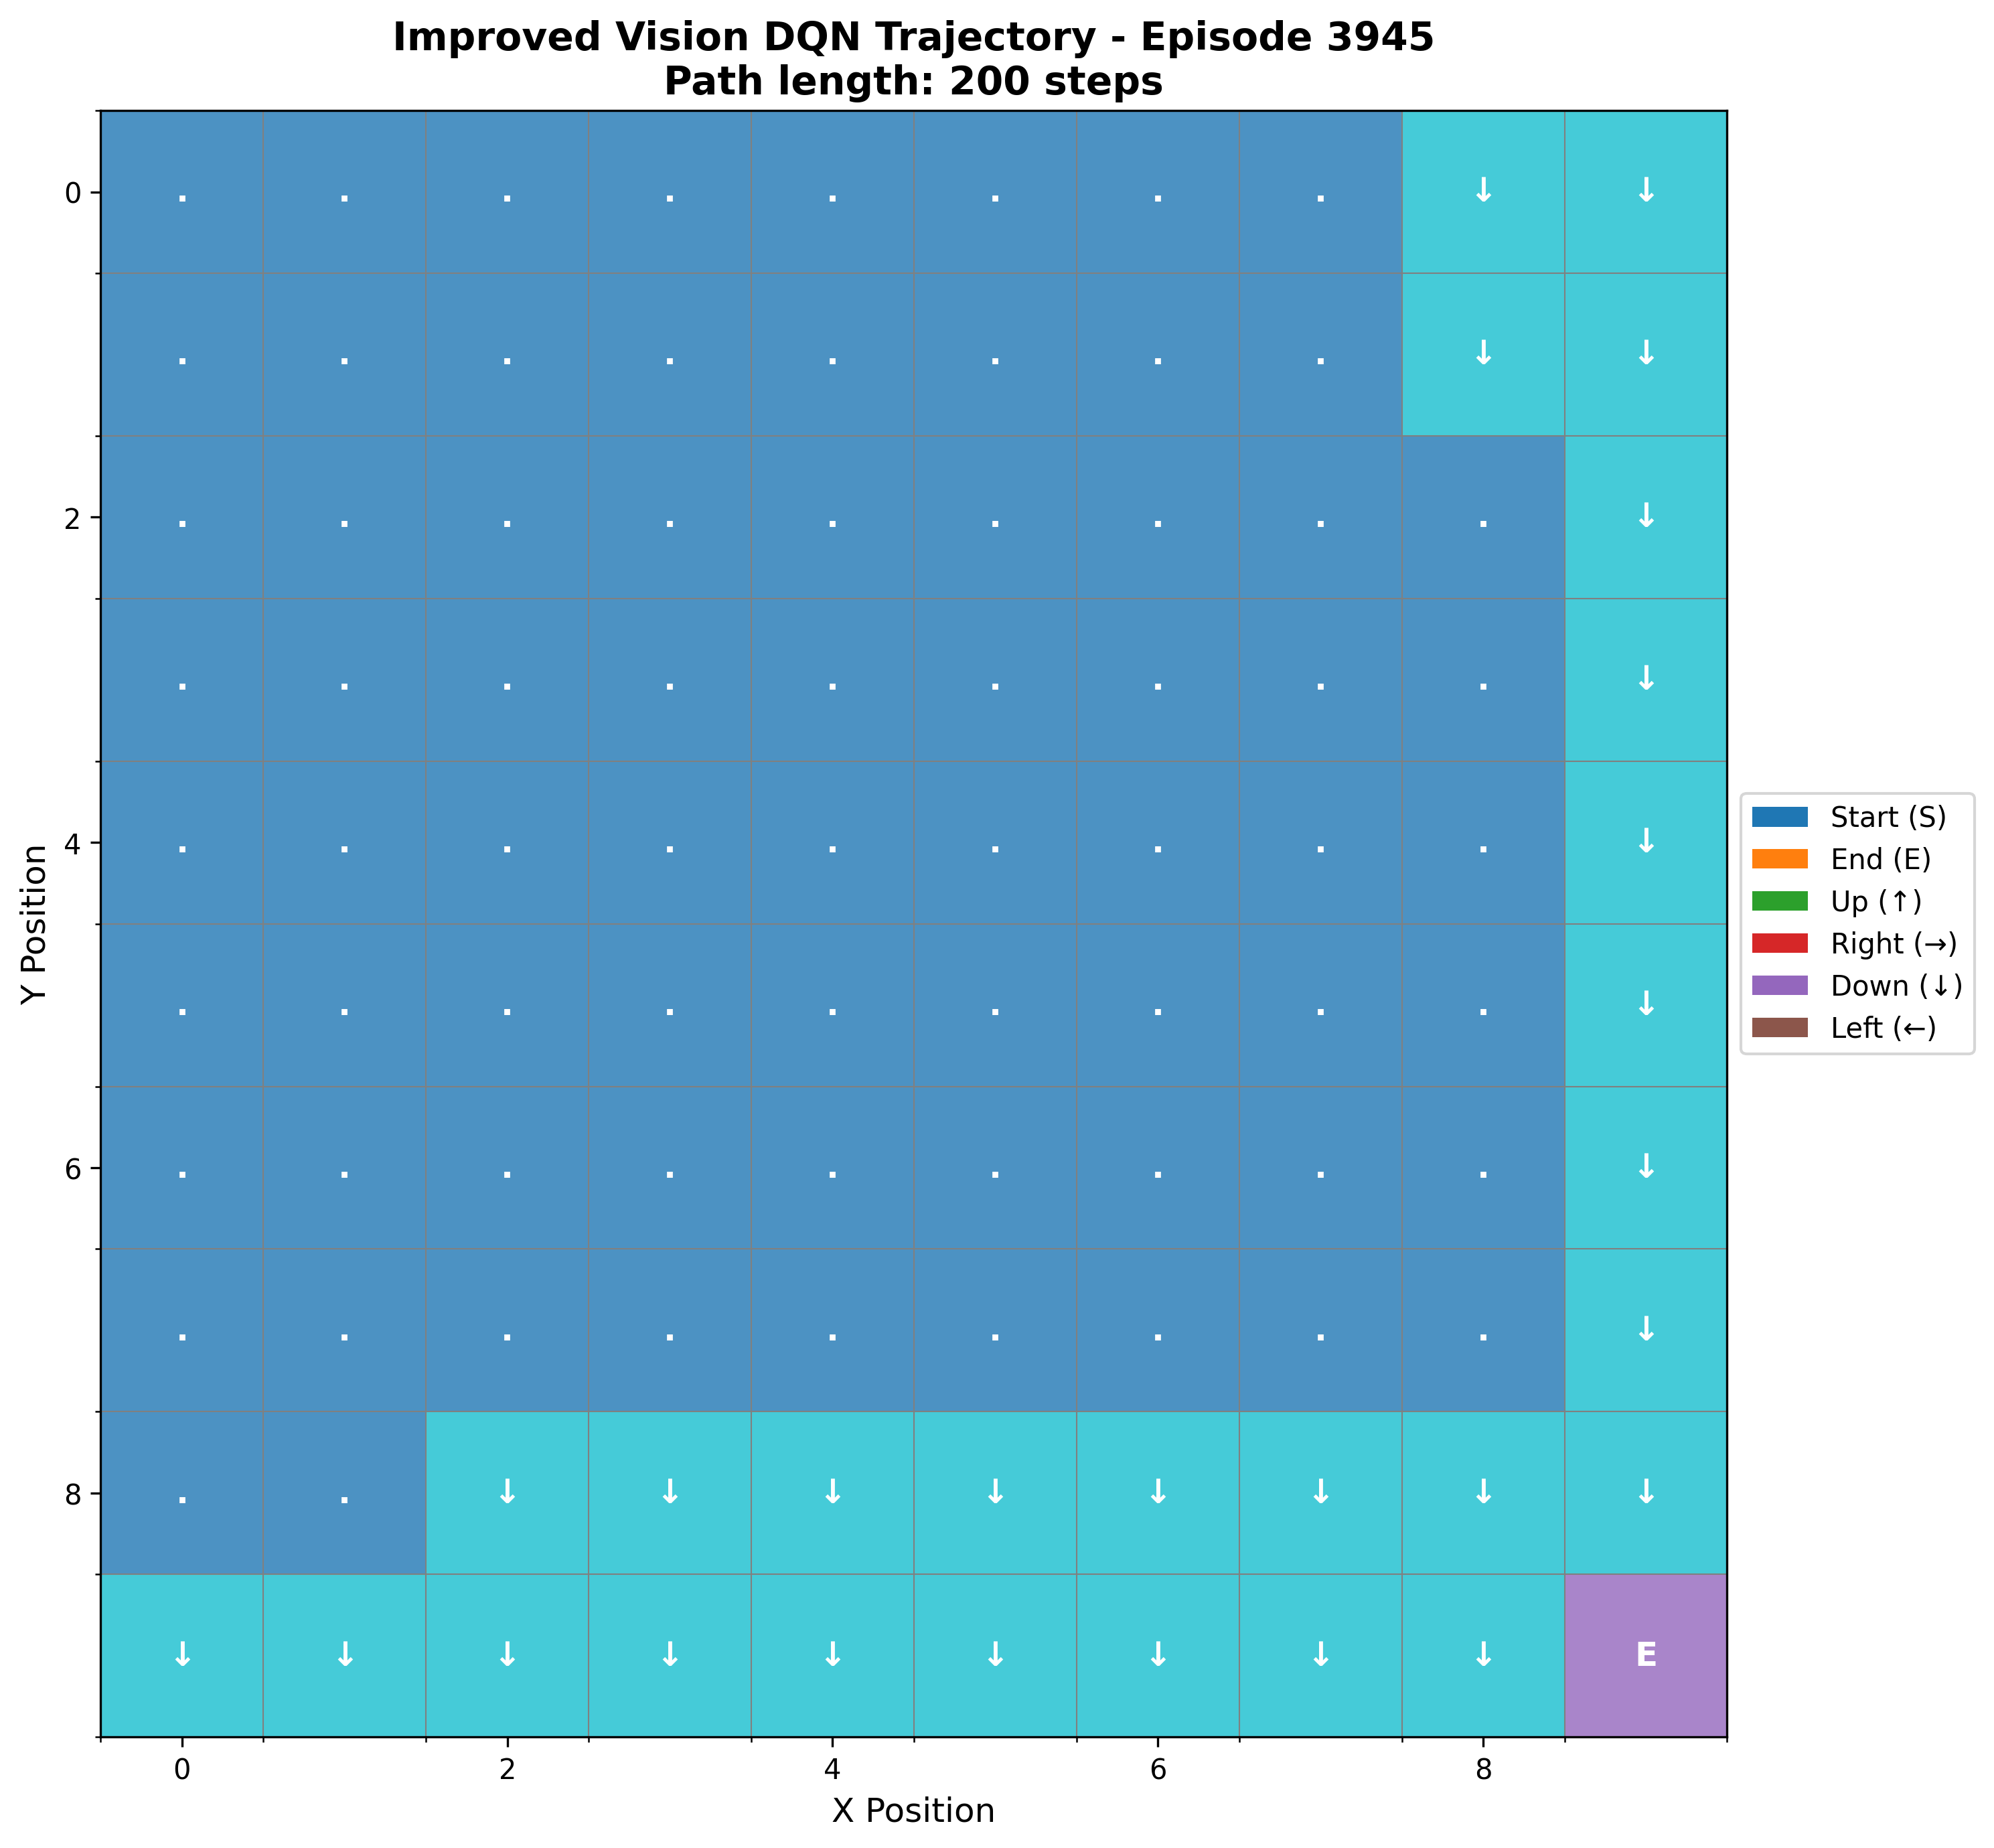 Improved Vision DQN Trajectory - Episode 3945
Path length: 200 steps
0 . . . . . . . . ↓ ↓
. . . . . . . . ↓ ↓
2 . . . . . . . . . ↓
. . . . . . . . . ↓
4 . . . . . . . . . ↓
. . . . . . . . . ↓
6 . . . . . . . . . ↓
. . . . . . . . . ↓
8 . . ↓ ↓ ↓ ↓ ↓ ↓ ↓ ↓
↓ ↓ ↓ ↓ ↓ ↓ ↓ ↓ ↓ E
0 2 4 6 8
X Position
Y Position
Start (S)
End (E)
Up (↑)
Right (→)
Down (↓)
Left (←)